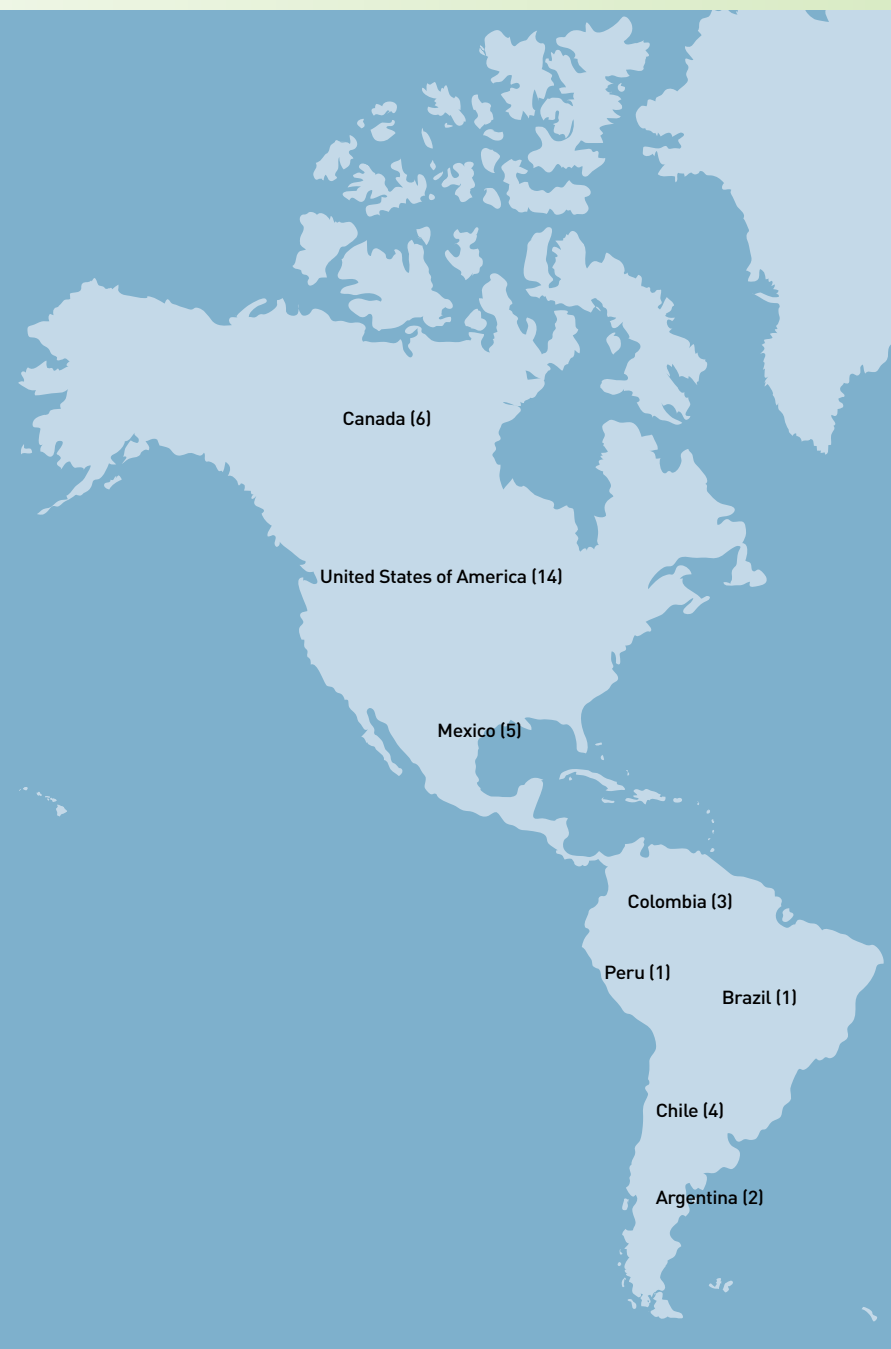 Canada (6)
United States of America (14)
Mexico (5)
Colombia (3)
Peru (1)
Brazil (1)
Chile (4)
Argentina (2)